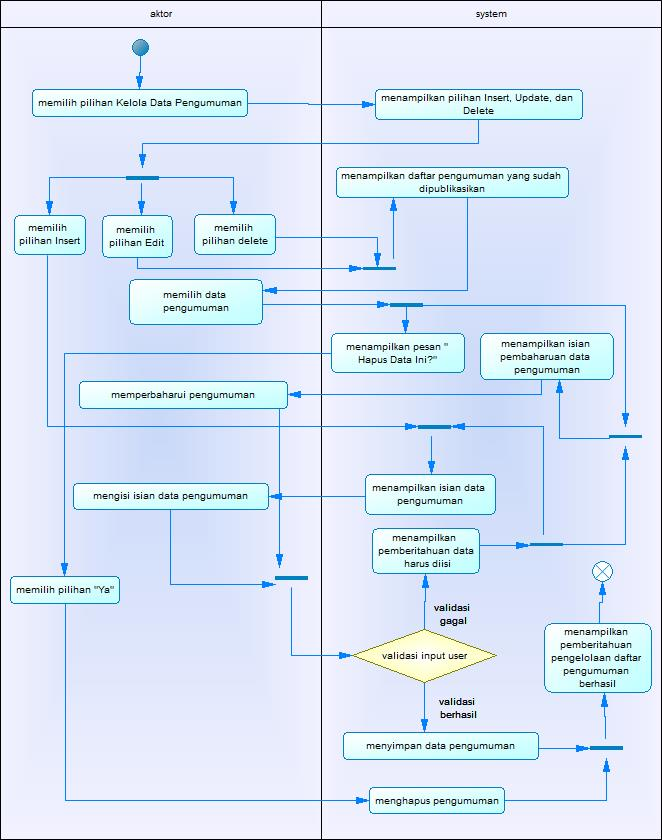 aktor
system
memilih pilihan Kelola Data Pengumuman
menampilkan pilihan Insert, Update, dan
Delete
menampilkan daftar pengumuman yang sudah
dipublikasikan
memilih
pilihan Insert
memilih
pilihan Edit
memilih
pilihan delete
memilih data
pengumuman
menampilkan pesan "
Hapus Data Ini?"
menampilkan isian
pembaharuan data
pengumuman
memperbaharui pengumuman
menampilkan isian data
pengumuman
mengisi isian data pengumuman
menampilkan
pemberitahuan data
harus diisi
memilih pilihan "Ya"
validasi
gagal
menampilkan
pemberitahuan
pengelolaan daftar
pengumuman
berhasil
validasi input user
validasi
berhasil
menyimpan data pengumuman
menghapus pengumuman